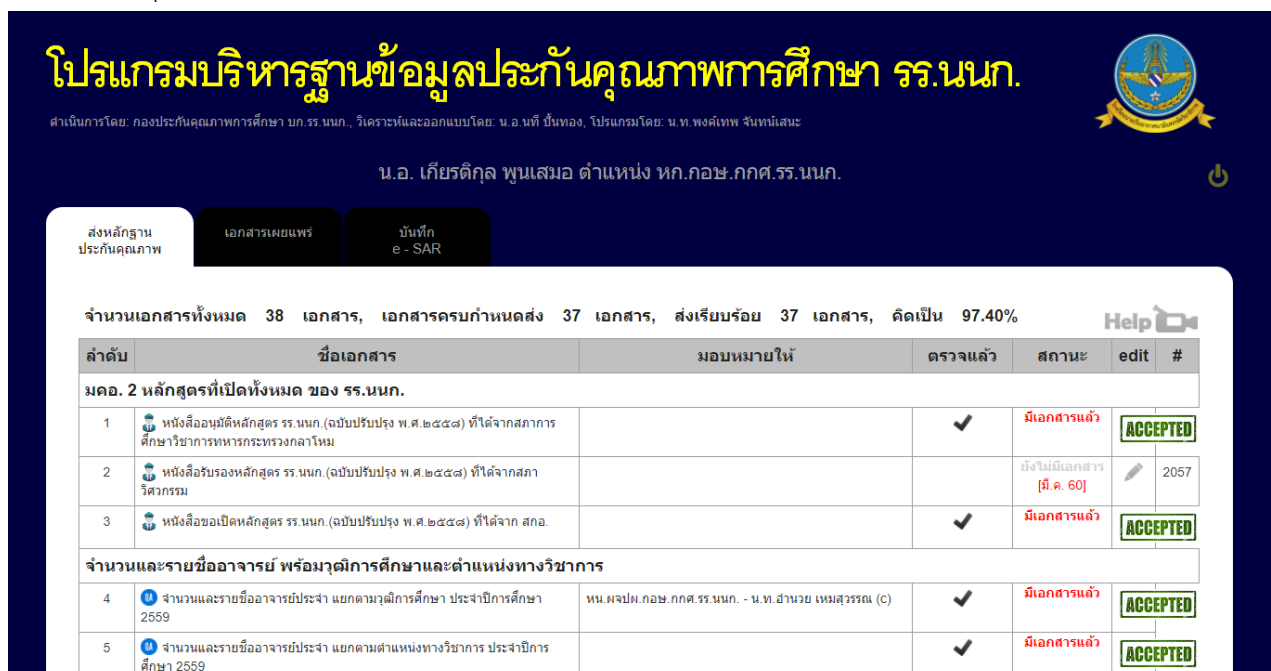 โปรแกรมบริหารฐานข้อมูลประกันคุณภาพการศึกษา รร.นนก.
ดำเนินการโดย: กองประกันคุณภาพการศึกษา บก.รร.นนก., วิเคราะห์และออกแบบโดย: น.อ.นที ปั้นทอง, โปรแกรมโดย: น.ท.พงค์เทพ จันทน์เสนะ
น.อ. เกียรติกุล พูนเสมอ ตำแหน่ง หก.กอษ.กกศ.รร.นนก.
ส่งหลักฐาน
ประกันคุณภาพ
เอกสารเผยแพร่
บันทึก
e - SAR
จำนวนเอกสารทั้งหมด 38 เอกสาร, เอกสารครบกำหนดส่ง 37 เอกสาร, ส่งเรียบร้อย 37 เอกสาร, คิดเป็น 97.40%
Help
ลำดับ ชื่อเอกสาร มอบหมายให้ ตรวจแล้ว สถานะ edit #
มคอ. 2 หลักสูตรที่เปิดทั้งหมด ของ รร.นนก.
1 หนังสืออนุมัติหลักสูตร รร.นนก.(ฉบับปรับปรุง พ.ศ.๒๕๕๘) ที่ได้จากสภาการ
ศึกษาวิชาการทหารกระทรวงกลาโหม
มีเอกสารแล้ว
ACCEPTED
2 หนังสือรับรองหลักสูตร รร.นนก.(ฉบับปรับปรุง พ.ศ.๒๕๕๘) ที่ได้จากสภา
วิศวกรรม
ยังไม่มีเอกสาร
[มี.ค. 60]
2057
3 หนังสือขอเปิดหลักสูตร รร.นนก.(ฉบับปรับปรุง พ.ศ.๒๕๕๘) ที่ได้จาก สกอ.
มีเอกสารแล้ว
ACCEPTED
จำนวนและรายชื่ออาจารย์ พร้อมวุฒิการศึกษาและตำแหน่งทางวิชาการ
4 จำนวนและรายชื่ออาจารย์ประจำ แยกตามวุฒิการศึกษา ประจำปีการศึกษา
2559
หน.ผจปผ.กอษ.กกศ.รร.นนก. - น.ท.อำนวย เหมสุวรรณ (C)
มีเอกสารแล้ว
ACCEPTED
5 จำนวนและรายชื่ออาจารย์ประจำ แยกตามตำแหน่งทางวิชาการ ประจำปีการ
ศึกษา 2559
มีเอกสารแล้ว
ACCEPTED